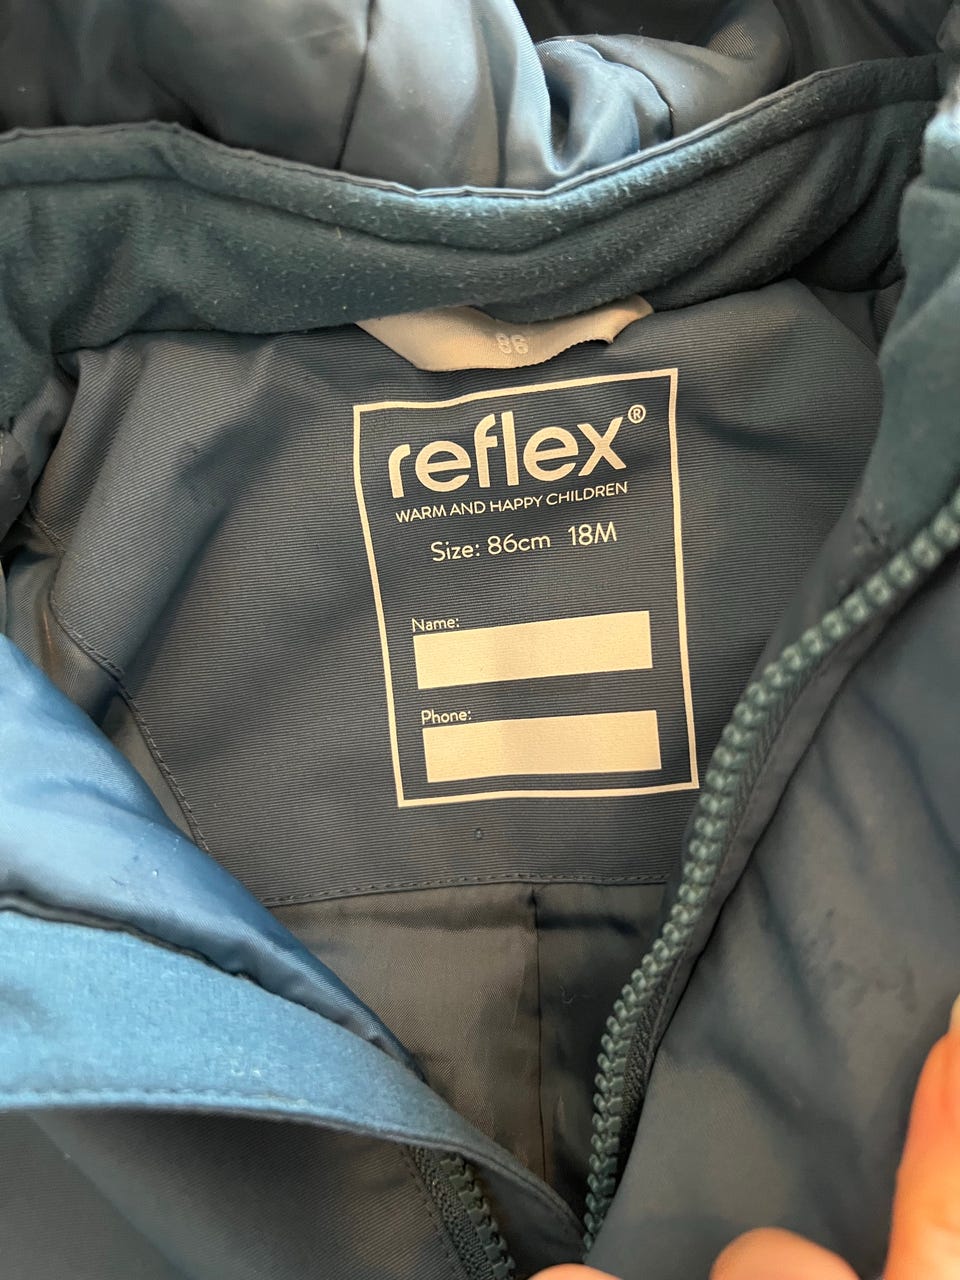 86
reflex®
WARM AND HAPPY CHILDREN
Size: 86cm 18M
Name:
Phone: